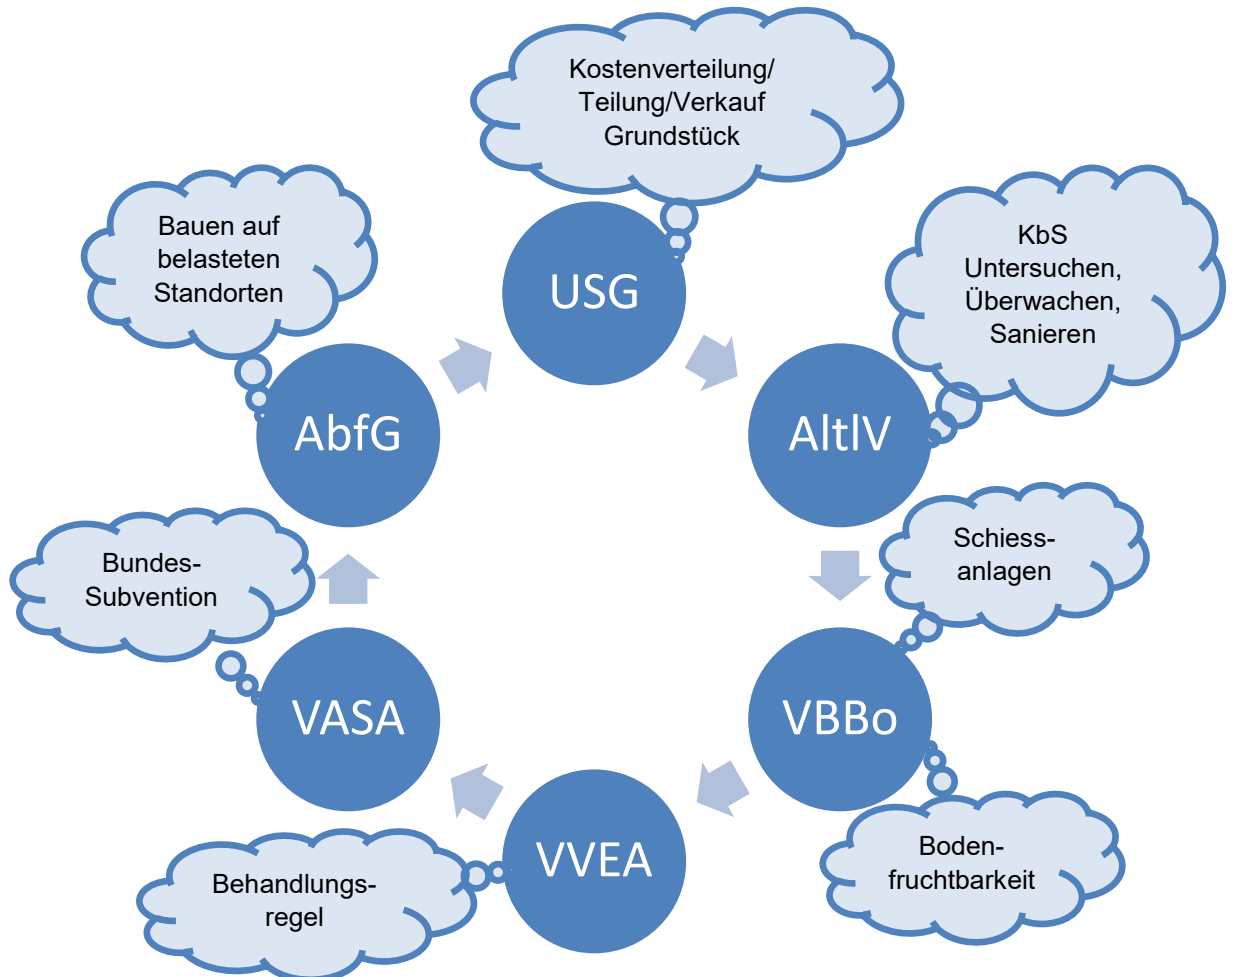 Kostenverteilung/
Teilung/Verkauf
Grundstück
USG
KbS
Untersuchen,
Überwachen,
Sanieren
AltlV
Schiess-
anlagen
VBBo
Boden-
fruchtbarkeit
VVEA
Behandlungs-
regel
VASA
Bundes-
Subvention
AbfG
Bauen auf
belasteten
Standorten